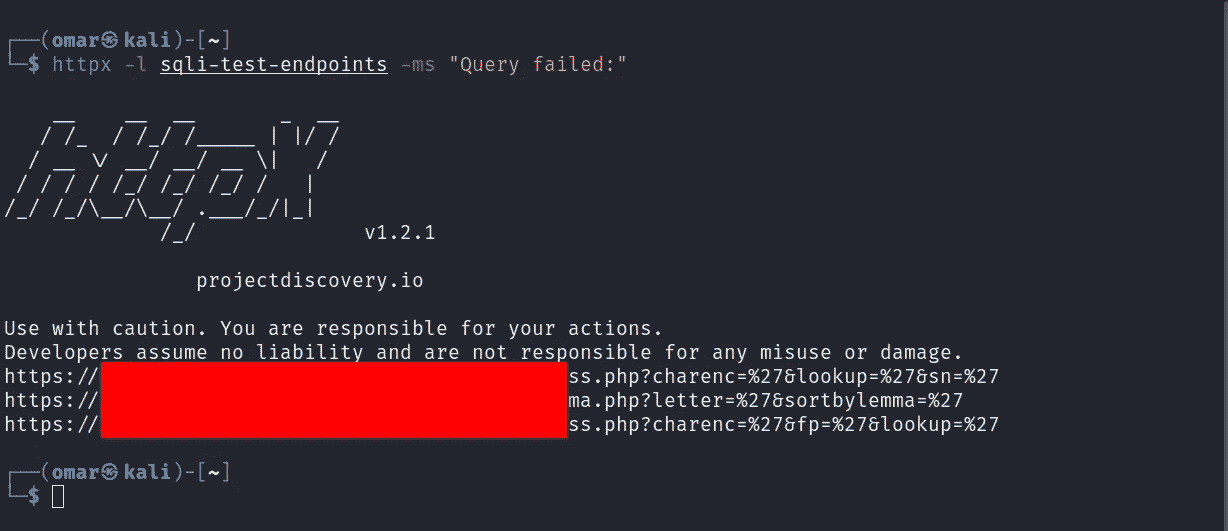 ┌──(omar㉿kali)-[~]
└─$ httpx -l sqli-test-endpoints -ms "Query failed:"
    __    __  __       _  __
   / /_  / /_/ /_____ | |/ /
  / __ \/ __/ __/ __ \|   /
 / / / / /_/ /_/ /_/ /   |
/_/ /_/\__/\__/ .___/_/|_|
             /_/              v1.2.1
projectdiscovery.io
Use with caution. You are responsible for your actions.
Developers assume no liability and are not responsible for any misuse or damage.
https://ss.php?charenc=%27&lookup=%27&sn=%27
https://ma.php?letter=%27&sortbylemma=%27
https://ss.php?charenc=%27&fp=%27&lookup=%27
┌──(omar㉿kali)-[~]
└─$